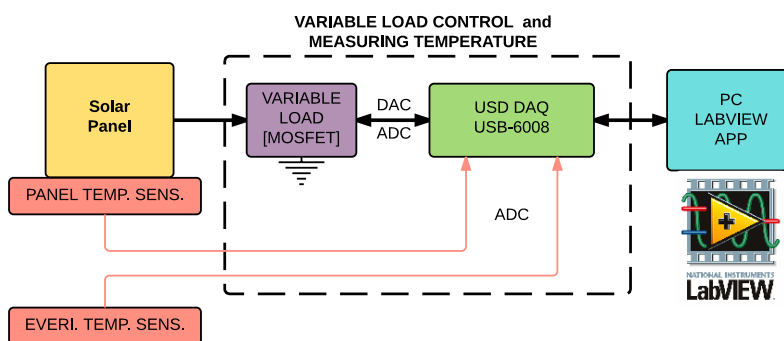 VARIABLE LOAD CONTROL and
MEASURING TEMPERATURE
Solar
Panel
VARIABLE
LOAD
[MOSFET]
DAC
ADC
USD DAQ
USB-6008
PC
LABVIEW
APP
PANEL TEMP. SENS.
ADC
EVERI. TEMP. SENS.
NATIONAL INSTRUMENTS
LabVIEW